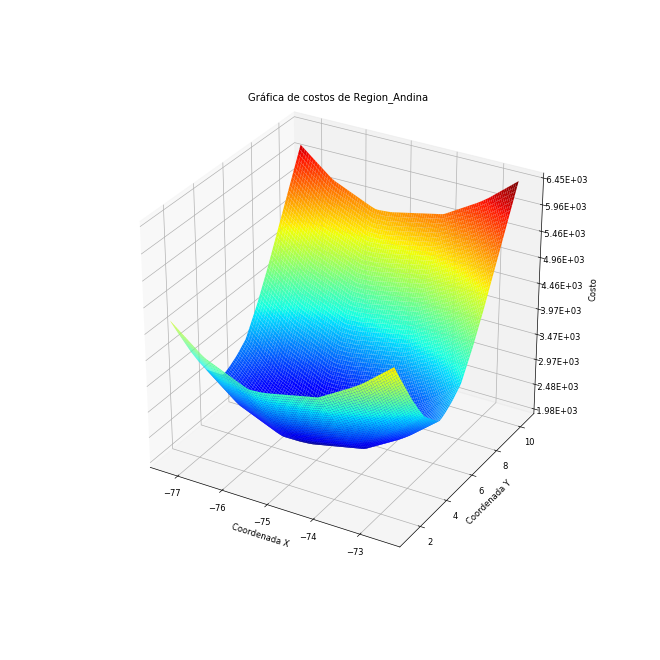 Gráfica de costos de Region_Andina
6.45E+03
5.96E+03
5.46E+03
4.96E+03
4.46E+03
3.97E+03
3.47E+03
2.97E+03
2.48E+03
1.98E+03
Costo
10
8
6
4
2
Coordenada Y
−77
−76
−75
−74
−73
Coordenada X